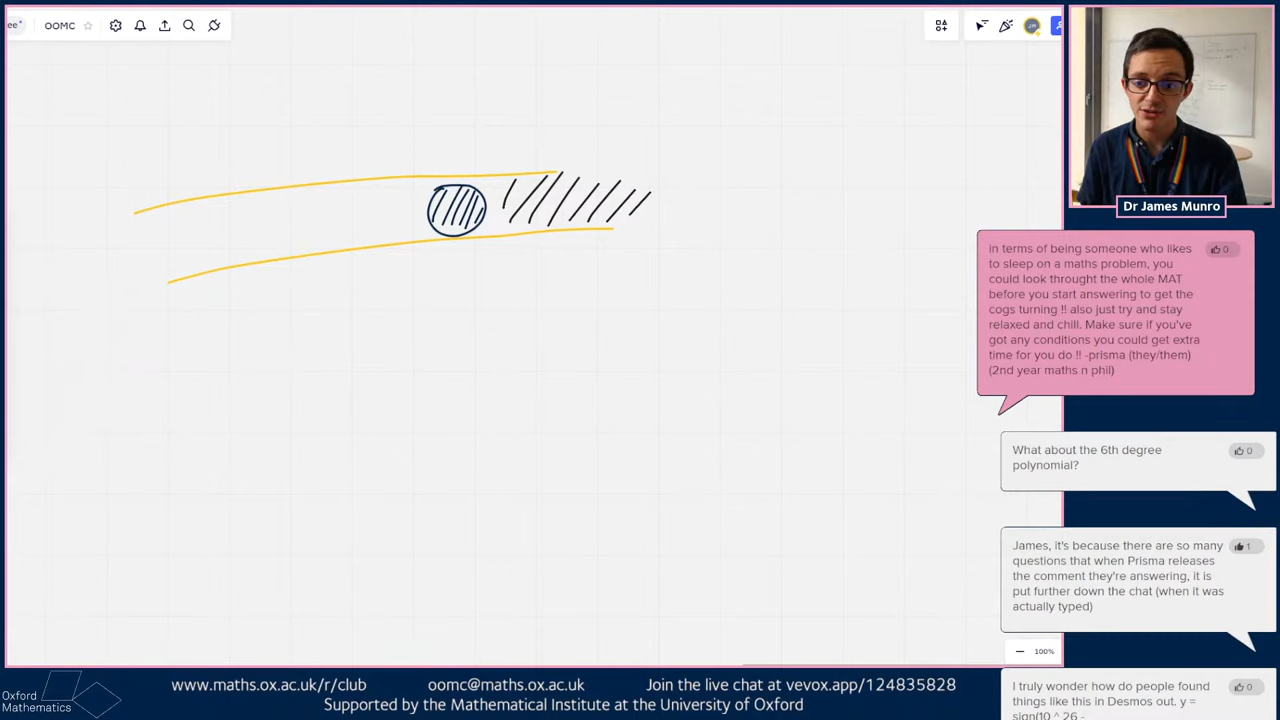 ee
OOMC
JM
Dr James Munro
in terms of being someone who likes
to sleep on a maths problem, you
could look throught the whole MAT
before you start answering to get the
cogs turning !! also just try and stay
relaxed and chill. Make sure if you've
got any conditions you could get extra
time for you do !! -prisma (they/them)
(2nd year maths n phil)
0
What about the 6th degree
polynomial?
0
James, it's because there are so many
questions that when Prisma releases
the comment they're answering, it is
put further down the chat (when it was
actually typed)
1
100%
I truly wonder how do people found
things like this in Desmos out. y =
sign(10 ^ 26 -
0
Oxford
Mathematics
www.maths.ox.ac.uk/r/club oomc@maths.ox.ac.uk Join the live chat at vevox.app/124835828
Supported by the Mathematical Institute at the University of Oxford